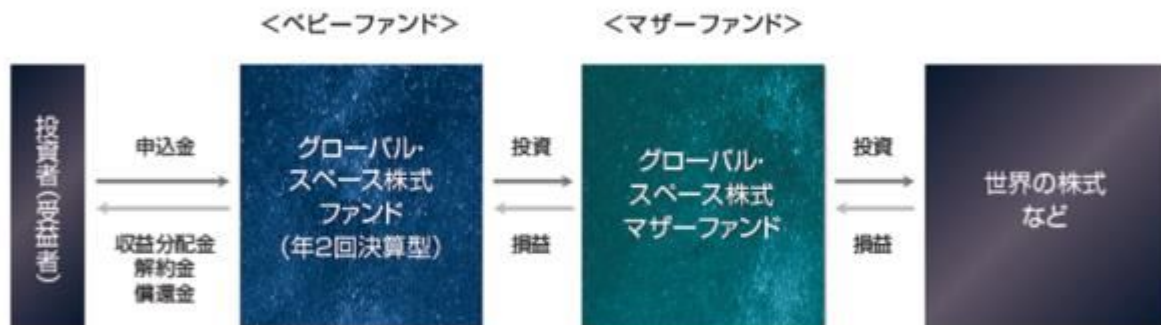 <ベビーファンド>
<マザーファンド>
投資者(受益者)
申込金
収益分配金
解約金
償還金
グローバル・
スペース株式
ファンド
(年2回決算型)
投資
損益
グローバル・
スペース株式
マザーファンド
投資
損益
世界の株式
など